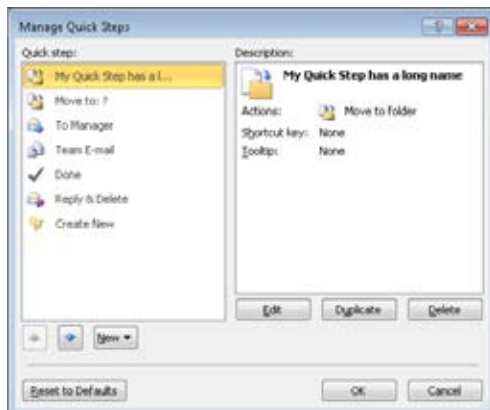 Manage Quick Steps
Quick step:
My Quick Step has a l...
Move to: ?
To Manager
Team E-mail
Done
Reply & Delete
Create New
Description:
My Quick Step has a long name
Actions: Move to folder
Shortcut key: None
Tooltip: None
Edit Duplicate Delete
New
Reset to Defaults OK Cancel